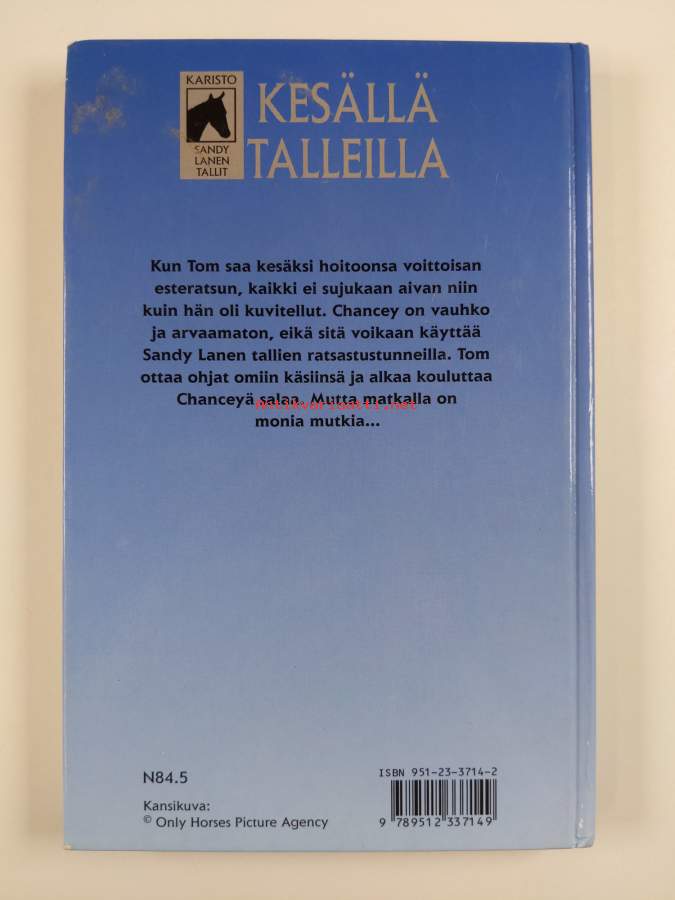 KARISTO
SANDY
LANEN
TALLIT
KESÄLLÄ
TALLEILLA
Kun Tom saa kesäksi hoitoonsa voittoisan
esteratsun, kaikki ei sujukaan aivan niin
kuin hän oli kuvitellut. Chancey on vauhko
ja arvaamaton, eikä sitä voikaan käyttää
Sandy Lanen tallien ratsastustunneilla. Tom
ottaa ohjat omiin käsiinsä ja alkaa kouluttaa
Chanceyä salaa. Mutta matkalla on
Antikvariaatti.net
monia mutkia...
N84.5
Kansikuva:
© Only Horses Picture Agency
ISBN 951-23-3714-2
9 789512 337149